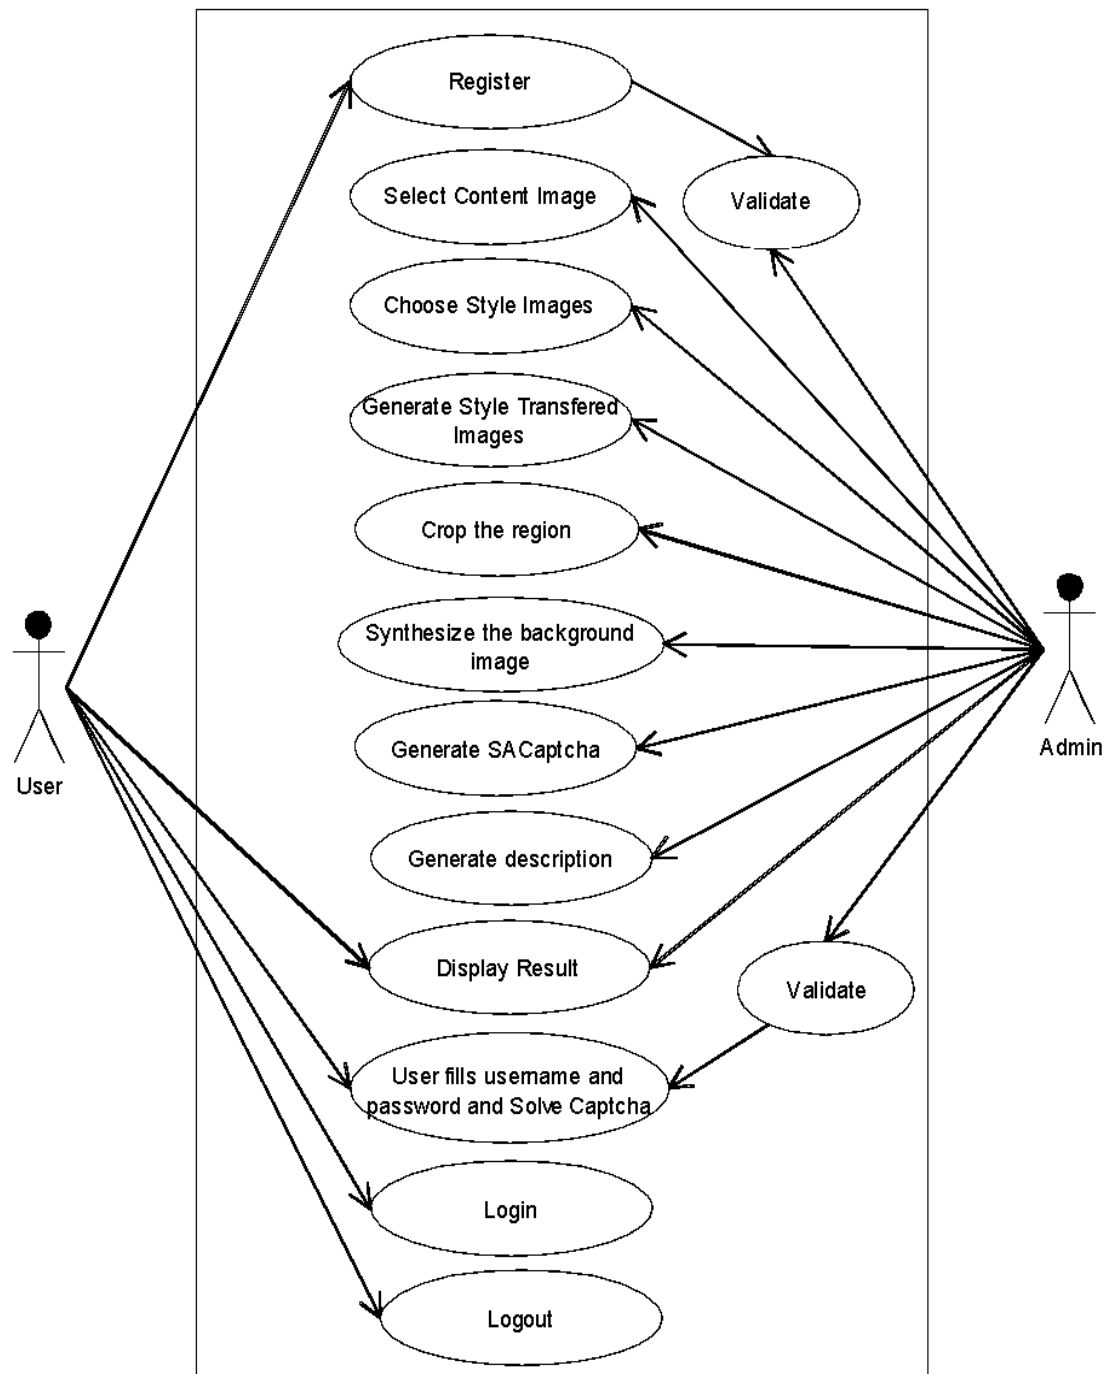 Register
Validate
Select Content Image
Choose Style Images
Generate Style Transfered
Images
Crop the region
Synthesize the background
image
Generate SACaptcha
Admin
User
Generate description
Display Result
Validate
User fills username and
password and Solve Captcha
Login
Logout